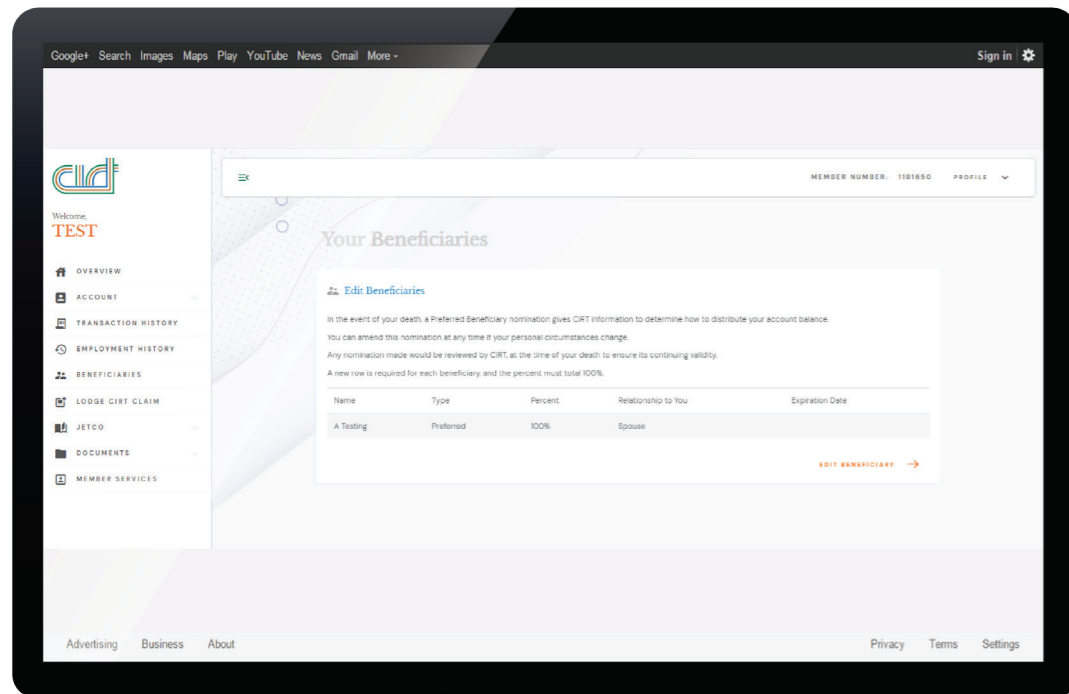 Google+ Search Images Maps Play YouTube News Gmail More
Sign in
cirt
MEMBER NUMBER: 1181650 PROFILE
Welcome,
TEST
Your Beneficiaries
OVERVIEW
ACCOUNT
TRANSACTION HISTORY
EMPLOYMENT HISTORY
BENEFICIARIES
LODGE CIRT CLAIM
JETCO
DOCUMENTS
MEMBER SERVICES
Edit Beneficiaries
In the event of your death, a Preferred Beneficiary nomination gives CIRT information to determine how to distribute your account balance.
You can amend this nomination at any time if your personal circumstances change.
Any nomination made would be reviewed by CIRT, at the time of your death to ensure its continuing validity.
A new row is required for each beneficiary, and the percent must total 100%.
Name Type Percent Relationship to You Expiration Date
A Testing Preferred 100% Spouse
EDIT BENEFICIARY
Advertising Business About
Privacy Terms Settings